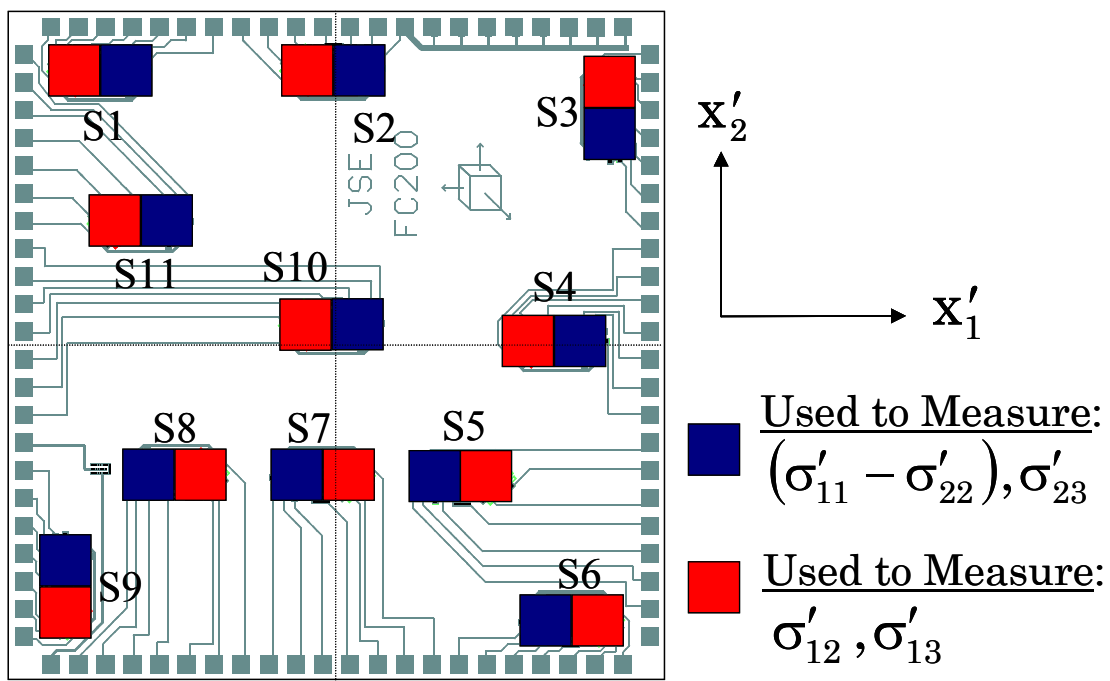 S1
S2
S3
JSE
FC200
S11
S10
S4
S8
S7
S5
S9
S6
x′₂
x′₁
Used to Measure:
(σ′₁₁ − σ′₂₂), σ′₂₃
Used to Measure:
σ′₁₂, σ′₁₃